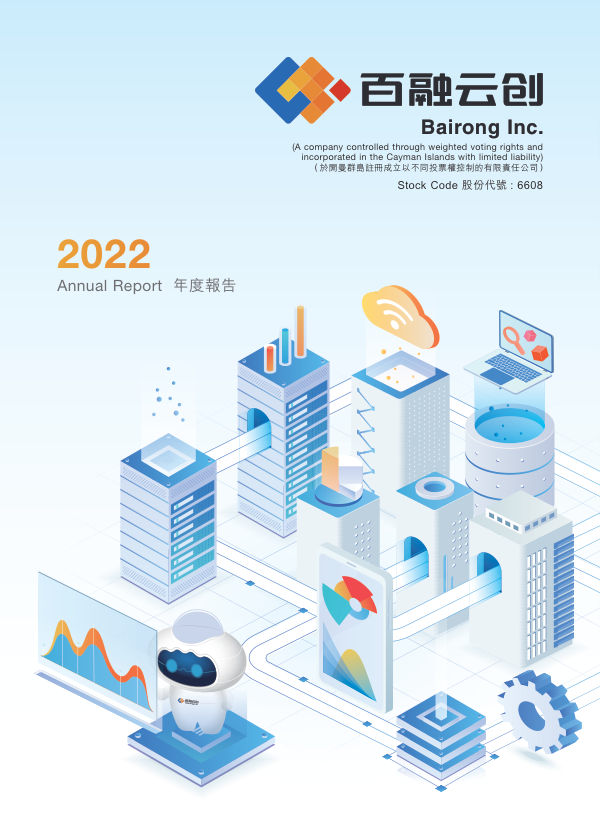 百融云创
Bairong Inc.
(A company controlled through weighted voting rights and
incorporated in the Cayman Islands with limited liability)
(於開曼群島註冊成立以不同投票權控制的有限責任公司)
Stock Code 股份代號 : 6608
2022
Annual Report 年度報告